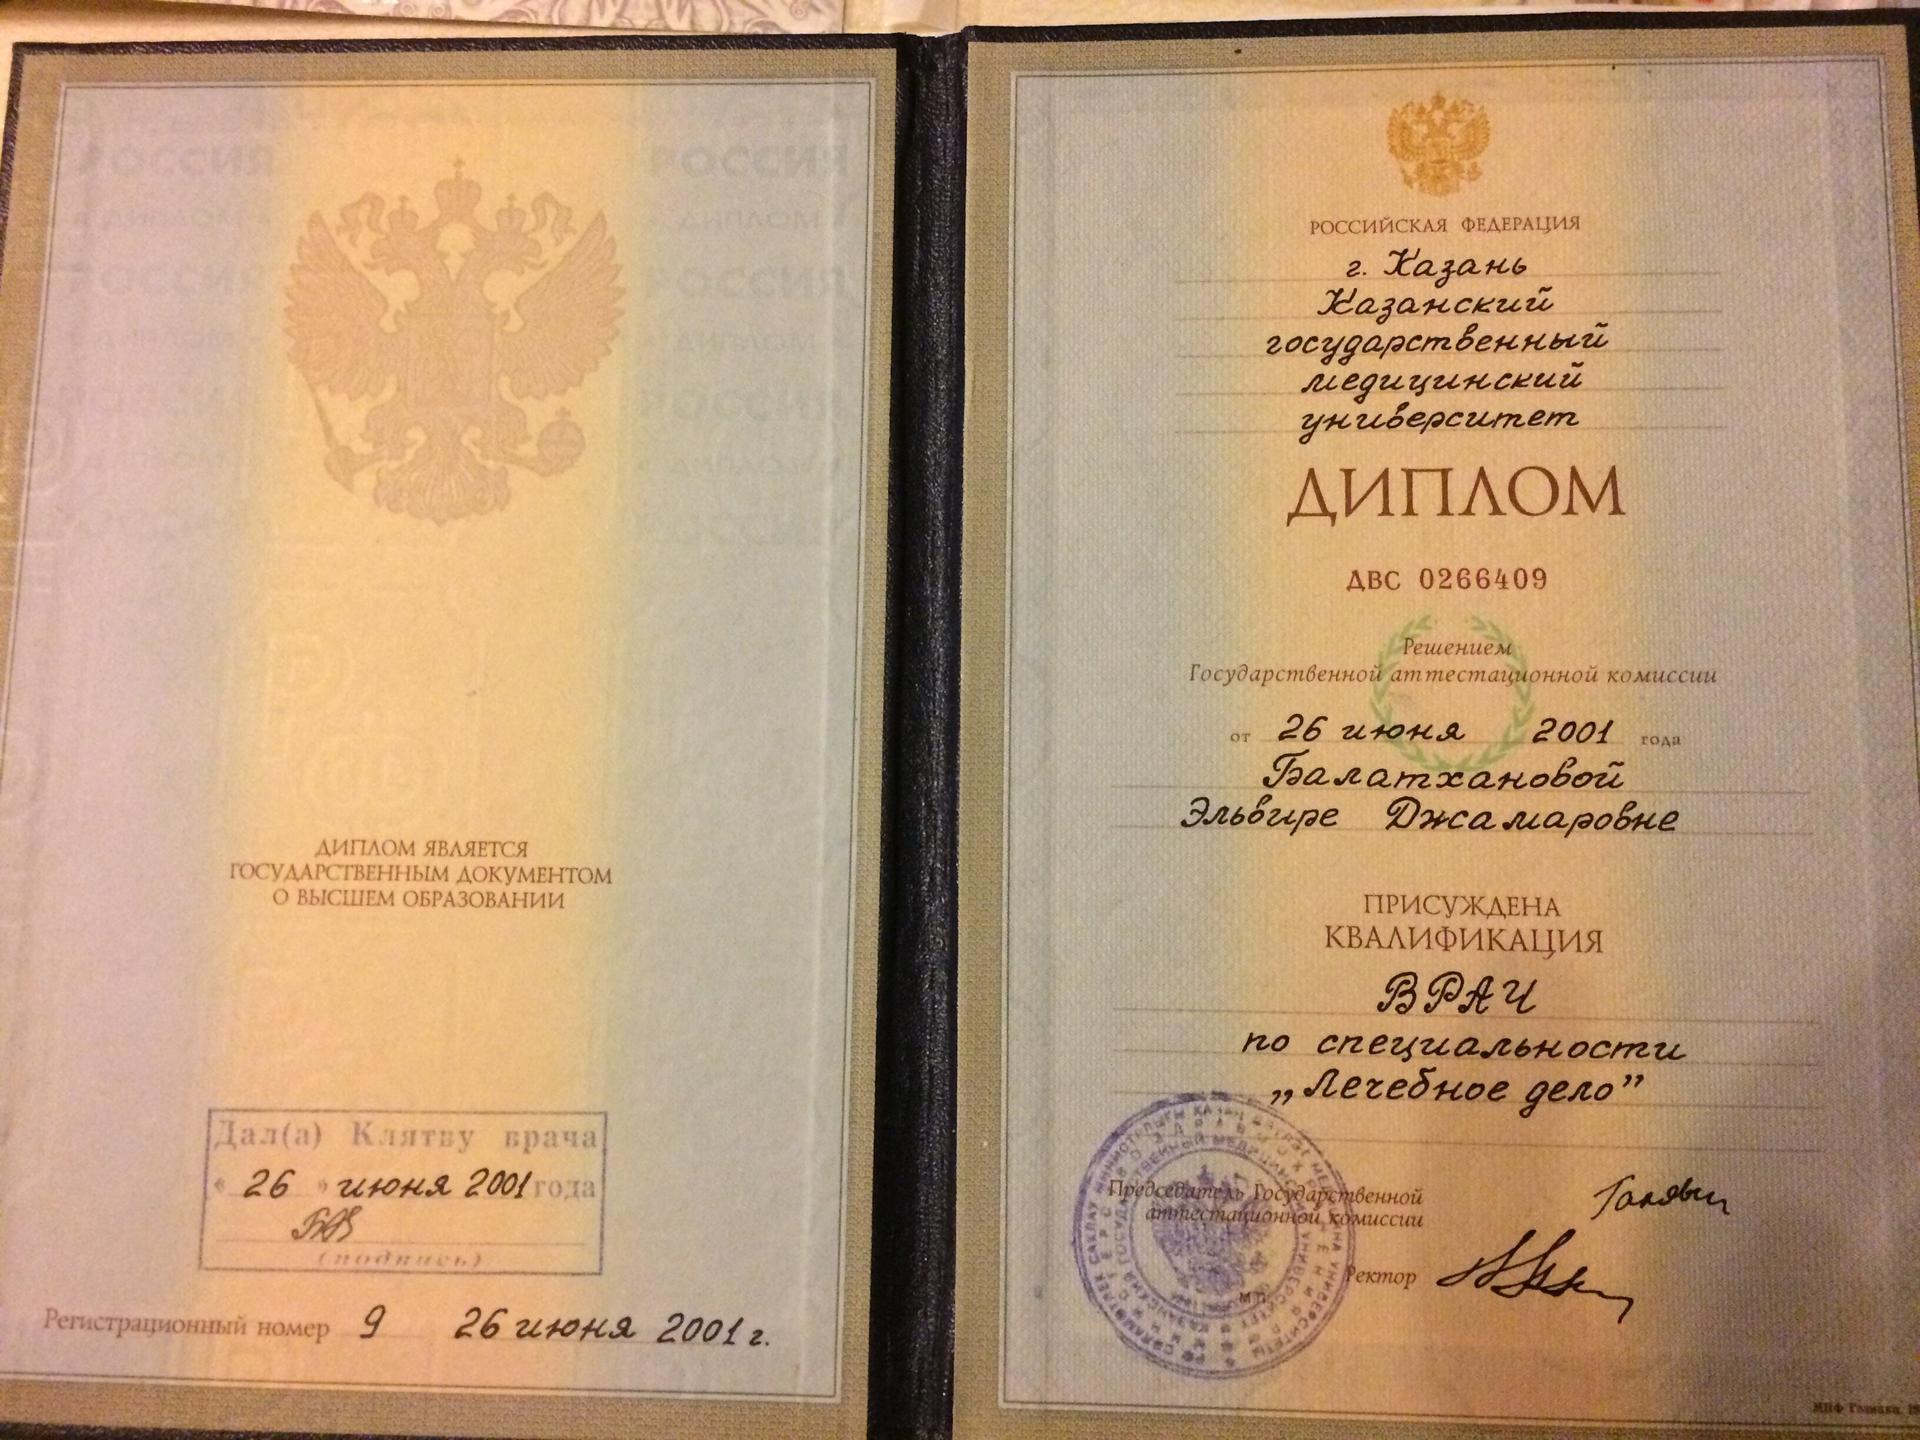 ДИПЛОМ ЯВЛЯЕТСЯ
ГОСУДАРСТВЕННЫМ ДОКУМЕНТОМ
О ВЫСШЕМ ОБРАЗОВАНИИ
Дал(а) Клятву врача
« 26 » июня 2001 года
(подпись)
Регистрационный номер 9 26 июня 2001 г.
РОССИЙСКАЯ ФЕДЕРАЦИЯ
г. Казань
Казанский
государственный
медицинский
университет
ДИПЛОМ
ДВС 0266409
Решением
Государственной аттестационной комиссии
от 26 июня 2001 года
Балатхановой
Эльвире Джамаровне
ПРИСУЖДЕНА
КВАЛИФИКАЦИЯ
ВРАЧ
по специальности
„Лечебное дело”
Председатель Государственной
аттестационной комиссии
Ректор
М.П.